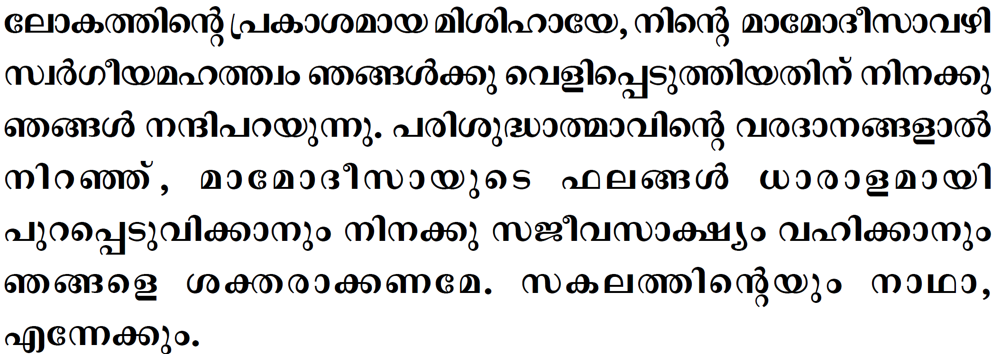 ലോകത്തിന്റെ പ്രകാശമായ മിശിഹായേ, നിന്റെ മാമോദീസാവഴി
സ്വർഗീയമഹത്ത്വം ഞങ്ങൾക്കു വെളിപ്പെടുത്തിയതിന് നിനക്കു
ഞങ്ങൾ നന്ദിപറയുന്നു. പരിശുദ്ധാത്മാവിന്റെ വരദാനങ്ങളാൽ
നിറഞ്ഞ്, മാമോദീസായുടെ ഫലങ്ങൾ ധാരാളമായി
പുറപ്പെടുവിക്കാനും നിനക്കു സജീവസാക്ഷ്യം വഹിക്കാനും
ഞങ്ങളെ ശക്തരാക്കണമേ. സകലത്തിന്റെയും നാഥാ,
എന്നേക്കും.